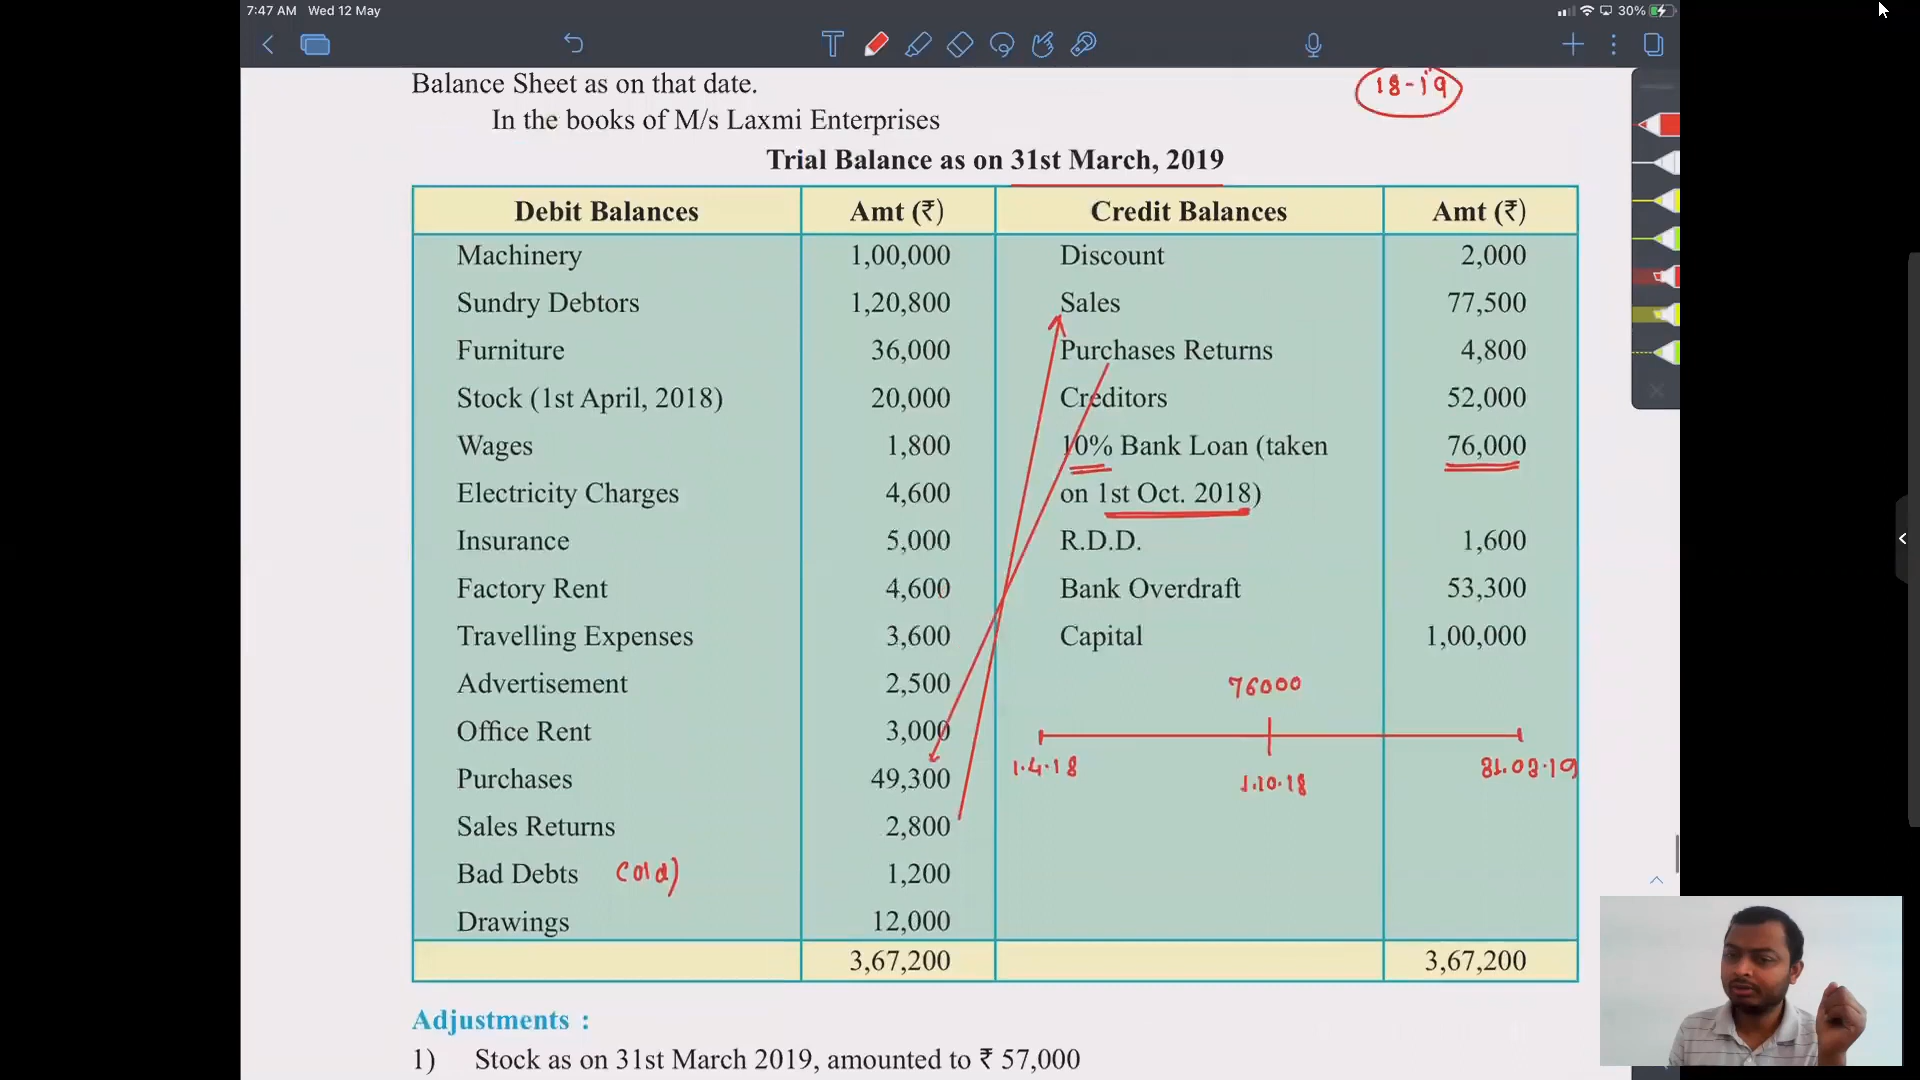 7:47 AM Wed 12 May
30%
Balance Sheet as on that date.
18-19
In the books of M/s Laxmi Enterprises
Trial Balance as on 31st March, 2019
Debit Balances Amt (₹) Credit Balances Amt (₹)
Machinery 1,00,000 Discount 2,000
Sundry Debtors 1,20,800 Sales 77,500
Furniture 36,000 Purchases Returns 4,800
Stock (1st April, 2018) 20,000 Creditors 52,000
Wages 1,800 10% Bank Loan (taken 76,000
Electricity Charges 4,600 on 1st Oct. 2018)
Insurance 5,000 R.D.D. 1,600
Factory Rent 4,600 Bank Overdraft 53,300
Travelling Expenses 3,600 Capital 1,00,000
Advertisement 2,500 76000
Office Rent 3,000
Purchases 49,300 1.4.18 1.10.18 31.03.19
Sales Returns 2,800
Bad Debts (old) 1,200
Drawings 12,000
3,67,200 3,67,200
Adjustments :
1) Stock as on 31st March 2019, amounted to ₹ 57,000